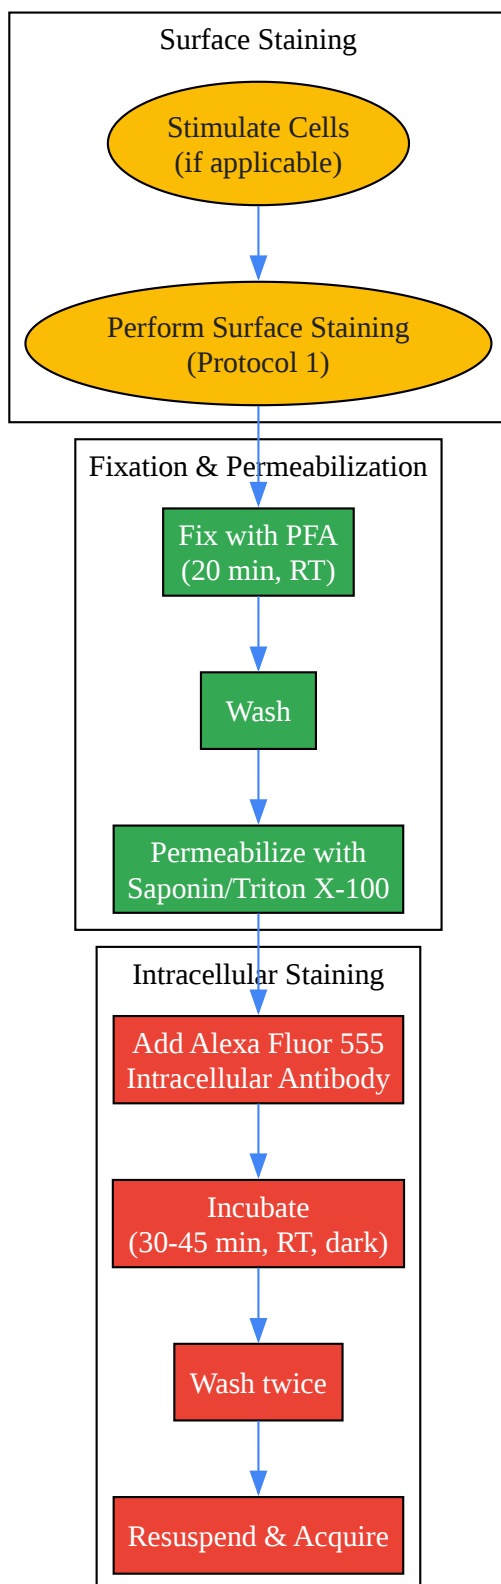 Surface Staining
Stimulate Cells
(if applicable)
Perform Surface Staining
(Protocol 1)
Fixation & Permeabilization
Fix with PFA
(20 min, RT)
Wash
Permeabilize with
Saponin/Triton X-100
Intracellular Staining
Add Alexa Fluor 555
Intracellular Antibody
Incubate
(30-45 min, RT, dark)
Wash twice
Resuspend & Acquire